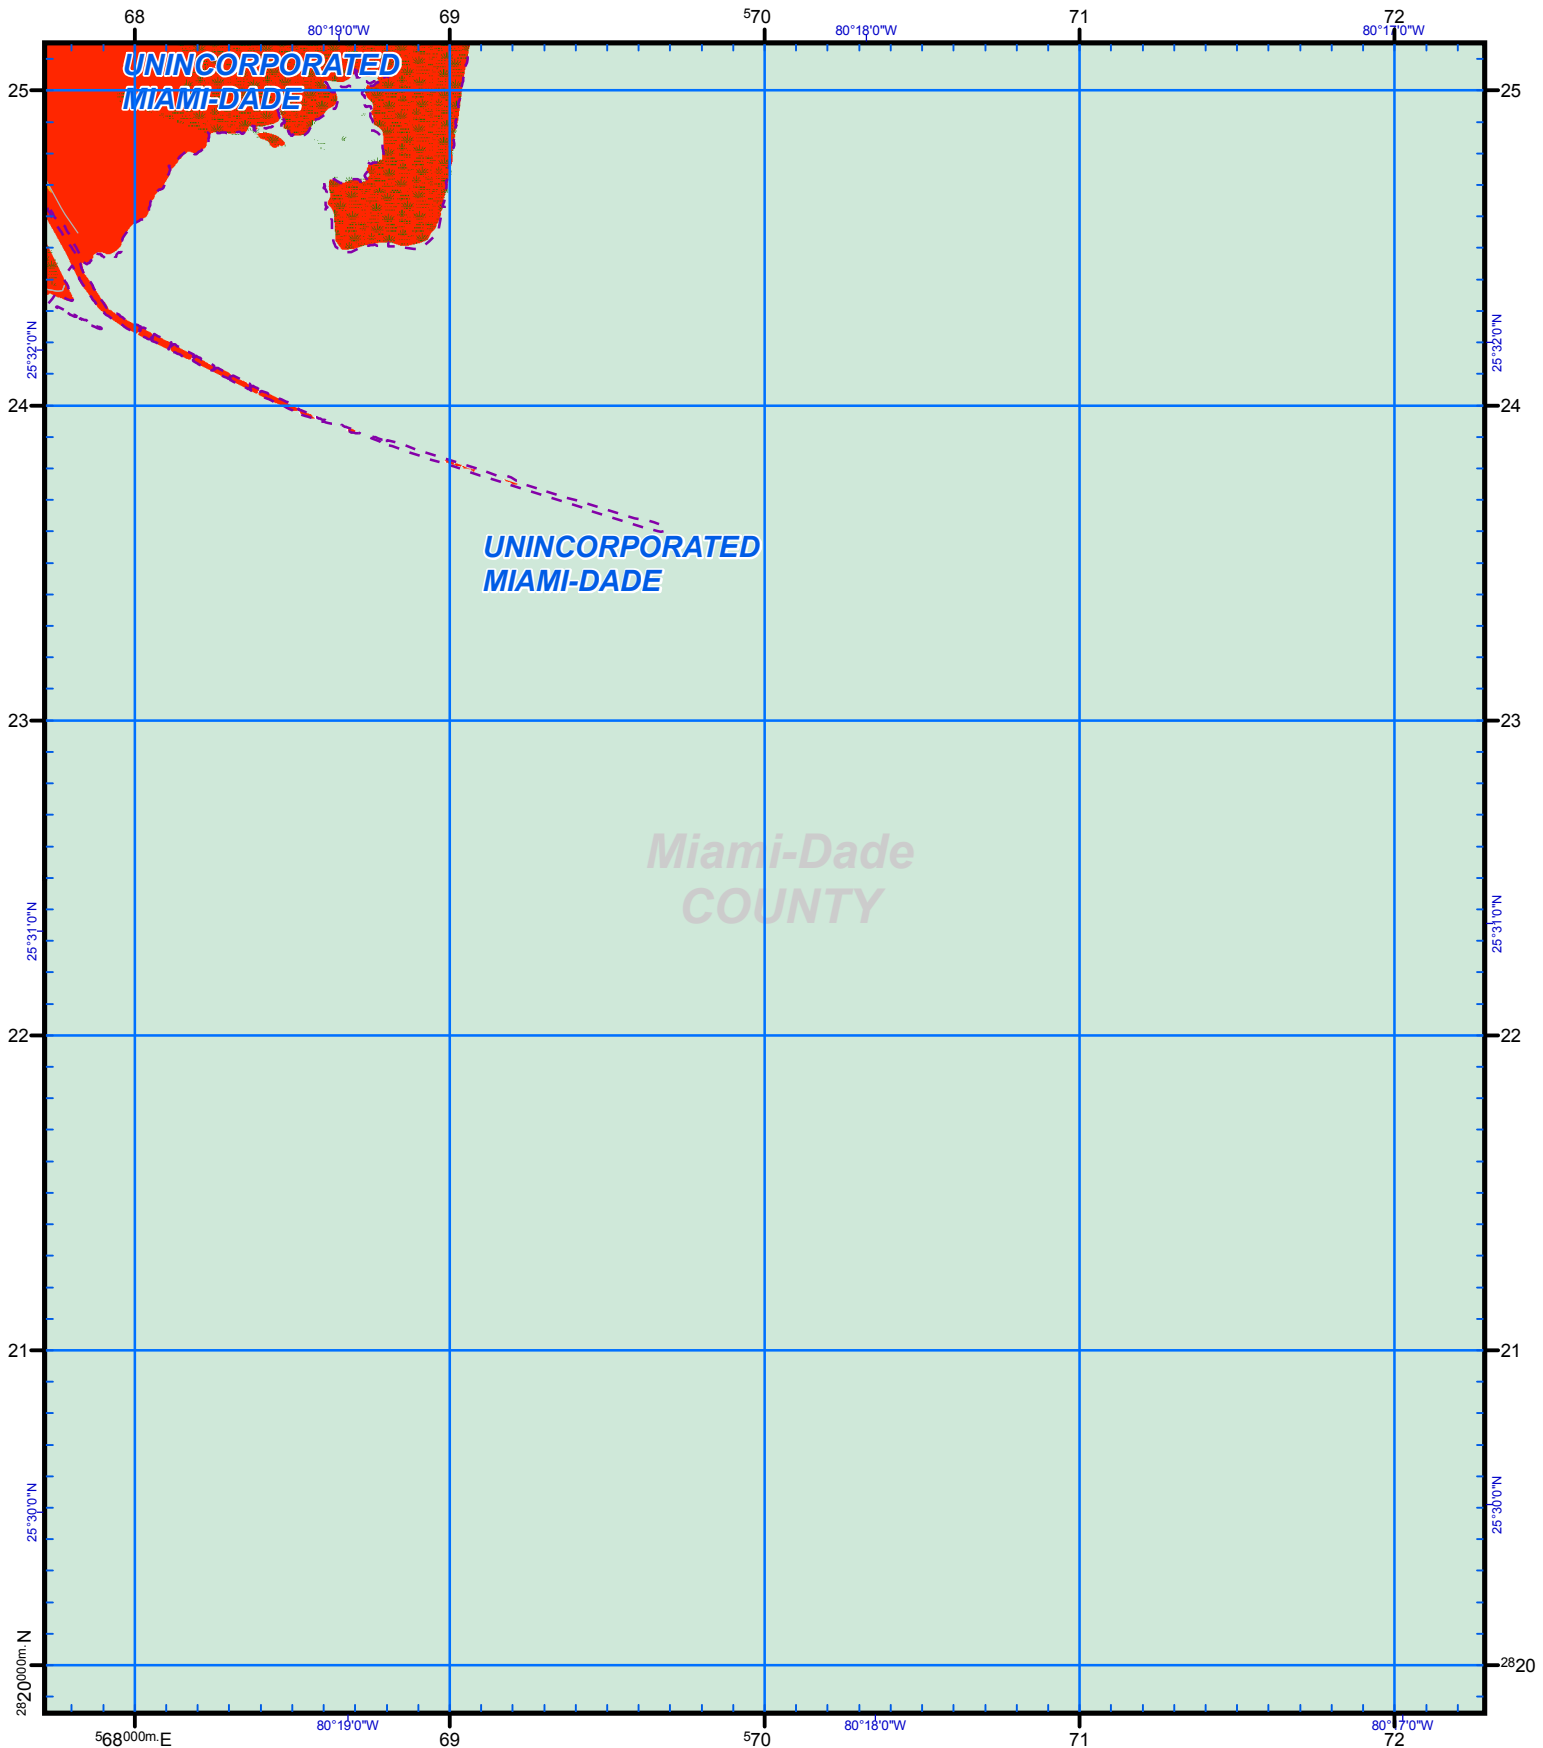 68 69 ⁵70 71 72
80°19'0"W 80°18'0"W 80°17'0"W
UNINCORPORATED
MIAMI-DADE
25 25
25°32'0"N 25°32'0"N
24 24
UNINCORPORATED
MIAMI-DADE
23 23
Miami-Dade
COUNTY
25°31'0"N 25°31'0"N
22 22
21 21
25°30'0"N 25°30'0"N
²⁸20⁰⁰⁰ᵐ·N ²⁸20
80°19'0"W 80°18'0"W 80°17'0"W
⁵68⁰⁰⁰ᵐ·E 69 ⁵70 71 72